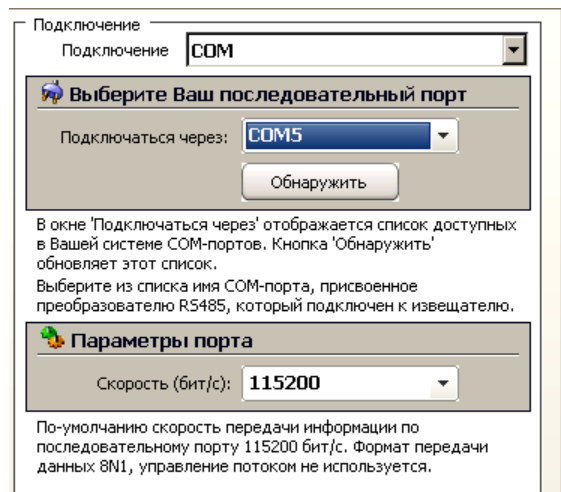 Подключение
Подключение COM
Выберите Ваш последовательный порт
Подключаться через: COM5
Обнаружить
В окне 'Подключаться через' отображается список доступных
в Вашей системе COM-портов. Кнопка 'Обнаружить'
обновляет этот список.
Выберите из списка имя COM-порта, присвоенное
преобразователю RS485, который подключен к извещателю.
Параметры порта
Скорость (бит/с): 115200
По-умолчанию скорость передачи информации по
последовательному порту 115200 бит/с. Формат передачи
данных 8N1, управление потоком не используется.